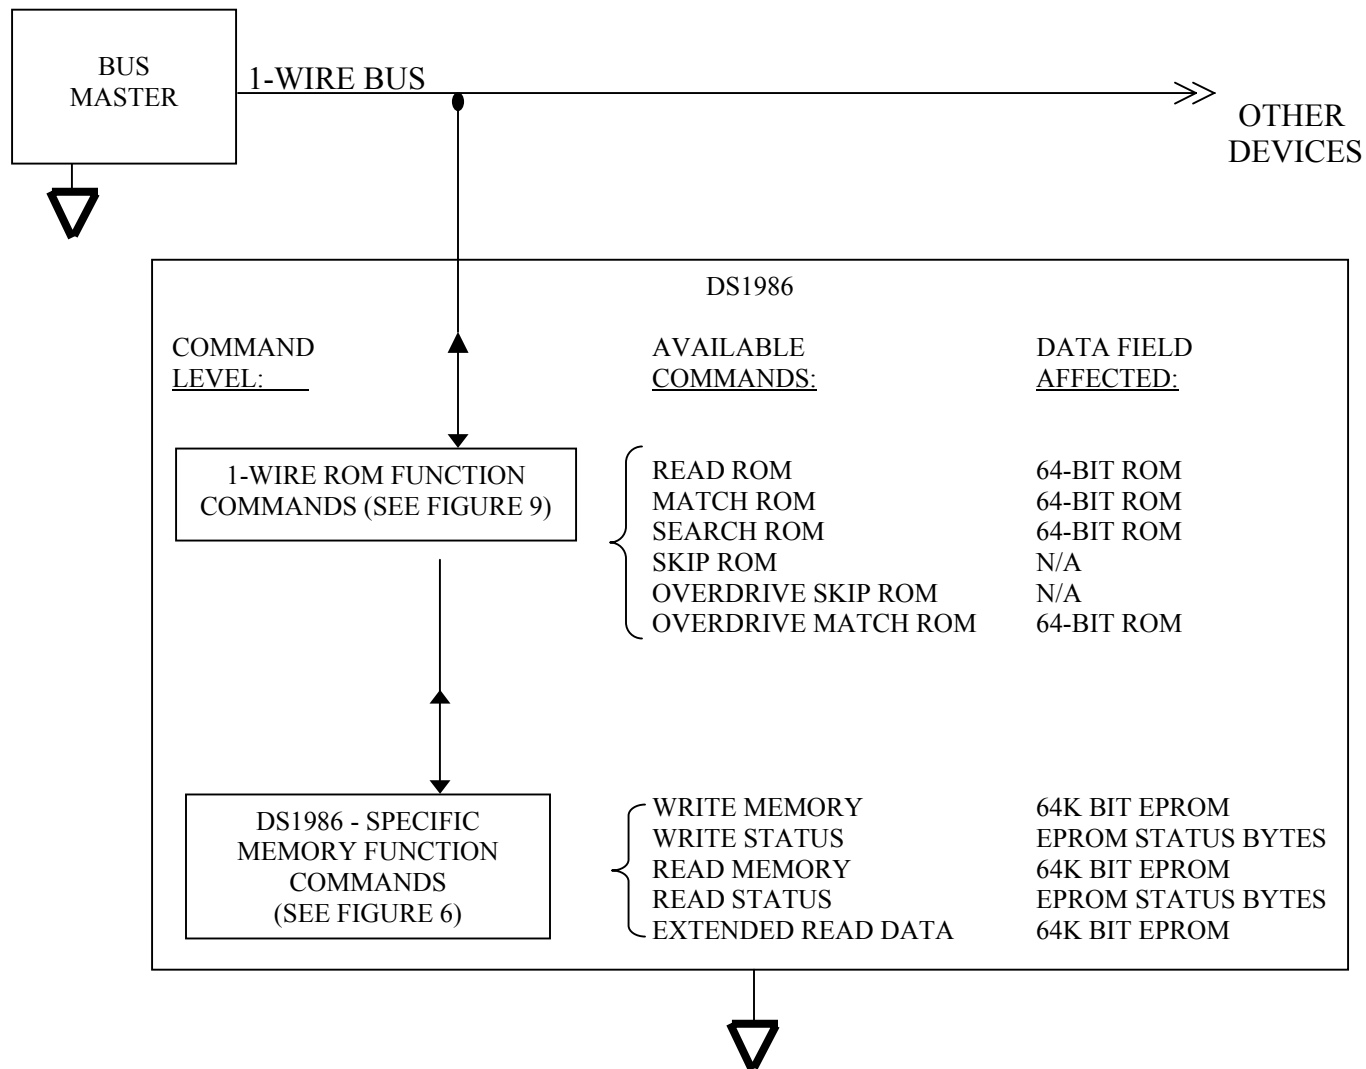 BUS
MASTER
1-WIRE BUS
OTHER
DEVICES
DS1986
COMMAND
LEVEL:
AVAILABLE
COMMANDS:
DATA FIELD
AFFECTED:
1-WIRE ROM FUNCTION
COMMANDS (SEE FIGURE 9)
READ ROM 64-BIT ROM
MATCH ROM 64-BIT ROM
SEARCH ROM 64-BIT ROM
SKIP ROM N/A
OVERDRIVE SKIP ROM N/A
OVERDRIVE MATCH ROM 64-BIT ROM
DS1986 - SPECIFIC
MEMORY FUNCTION
COMMANDS
(SEE FIGURE 6)
WRITE MEMORY 64K BIT EPROM
WRITE STATUS EPROM STATUS BYTES
READ MEMORY 64K BIT EPROM
READ STATUS EPROM STATUS BYTES
EXTENDED READ DATA 64K BIT EPROM